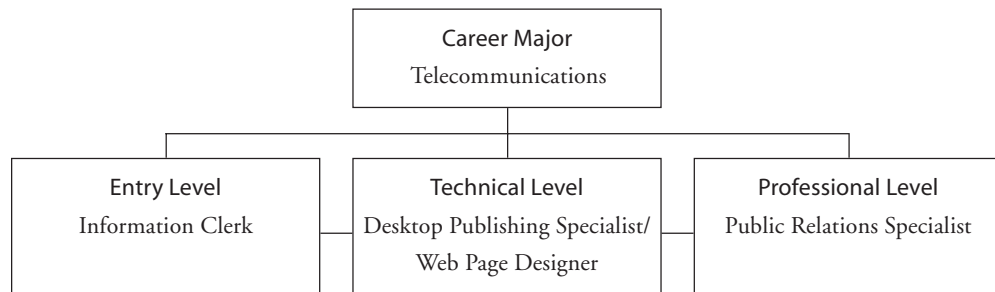 Career Major
Telecommunications
Entry Level
Information Clerk
Technical Level
Desktop Publishing Specialist/
Web Page Designer
Professional Level
Public Relations Specialist